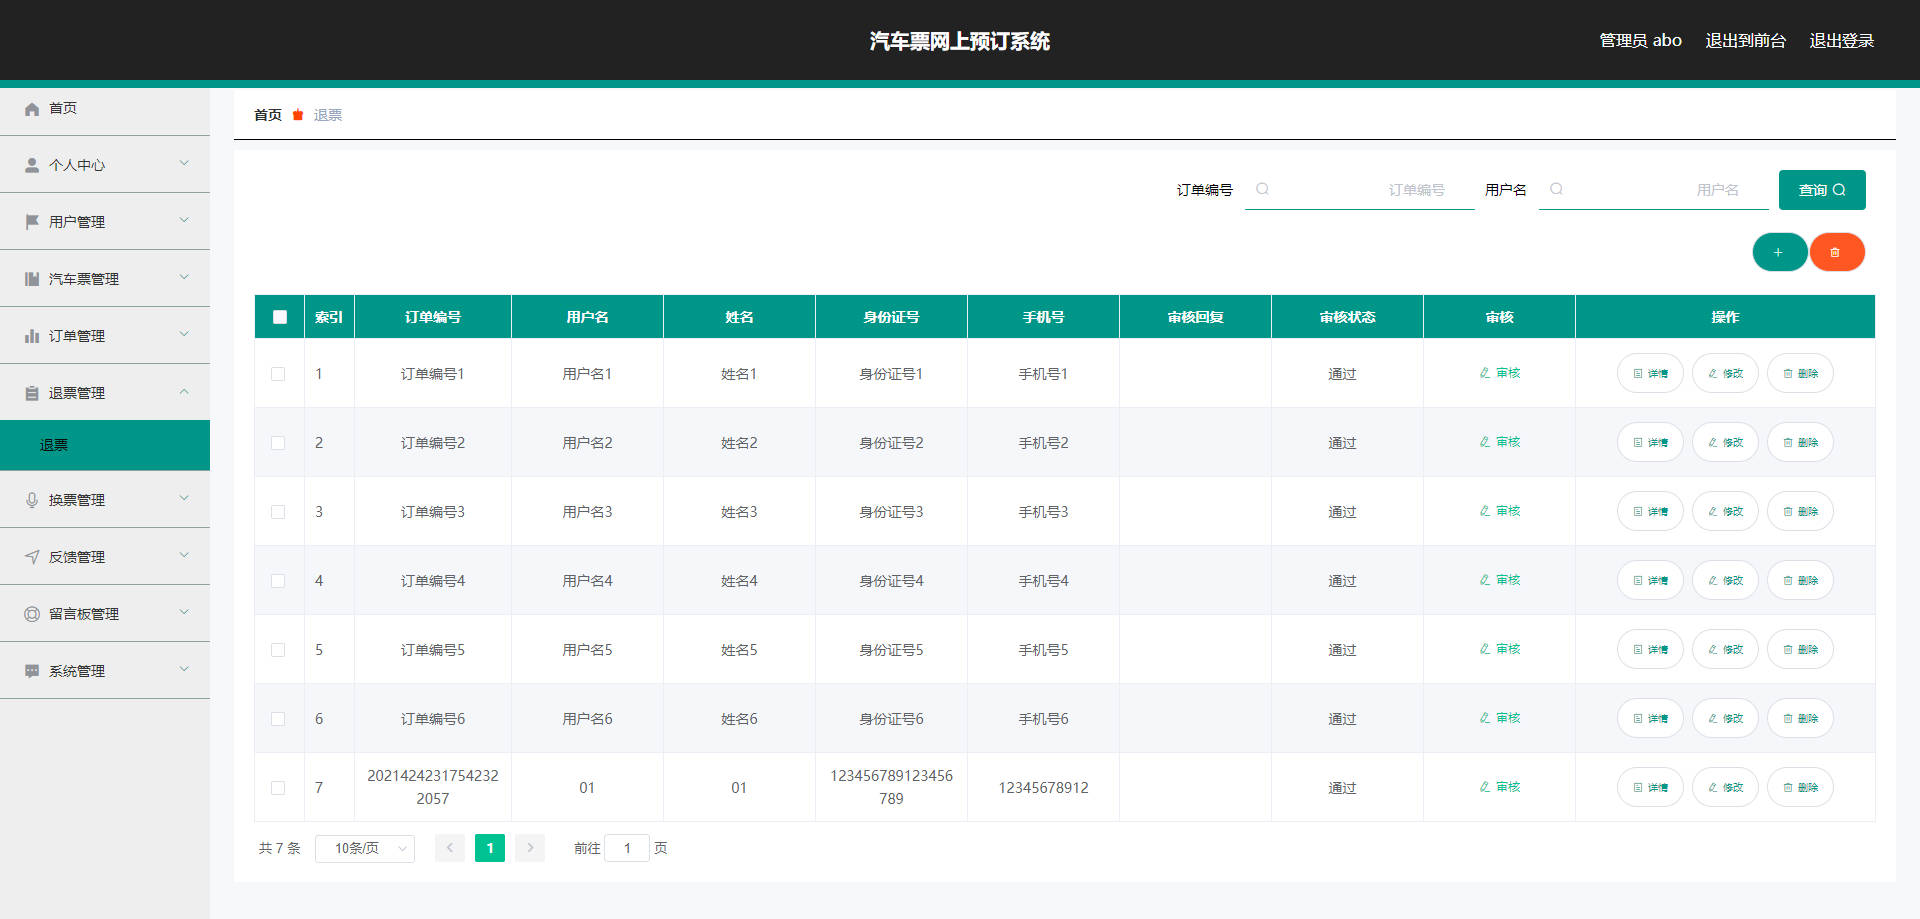 汽车票网上预订系统
管理员 abo 退出到前台 退出登录
首页
个人中心
用户管理
汽车票管理
订单管理
退票管理
退票
换票管理
反馈管理
留言板管理
系统管理
首页 退票
订单编号 订单编号 用户名 用户名 查询
+
索引 订单编号 用户名 姓名 身份证号 手机号 审核回复 审核状态 审核 操作
1 订单编号1 用户名1 姓名1 身份证号1 手机号1 通过 审核 详情 修改 删除
2 订单编号2 用户名2 姓名2 身份证号2 手机号2 通过 审核 详情 修改 删除
3 订单编号3 用户名3 姓名3 身份证号3 手机号3 通过 审核 详情 修改 删除
4 订单编号4 用户名4 姓名4 身份证号4 手机号4 通过 审核 详情 修改 删除
5 订单编号5 用户名5 姓名5 身份证号5 手机号5 通过 审核 详情 修改 删除
6 订单编号6 用户名6 姓名6 身份证号6 手机号6 通过 审核 详情 修改 删除
2021424231754232 123456789123456
7 01 01 12345678912 通过 审核 详情 修改 删除
2057 789
共 7 条 10条/页 1 前往 1 页